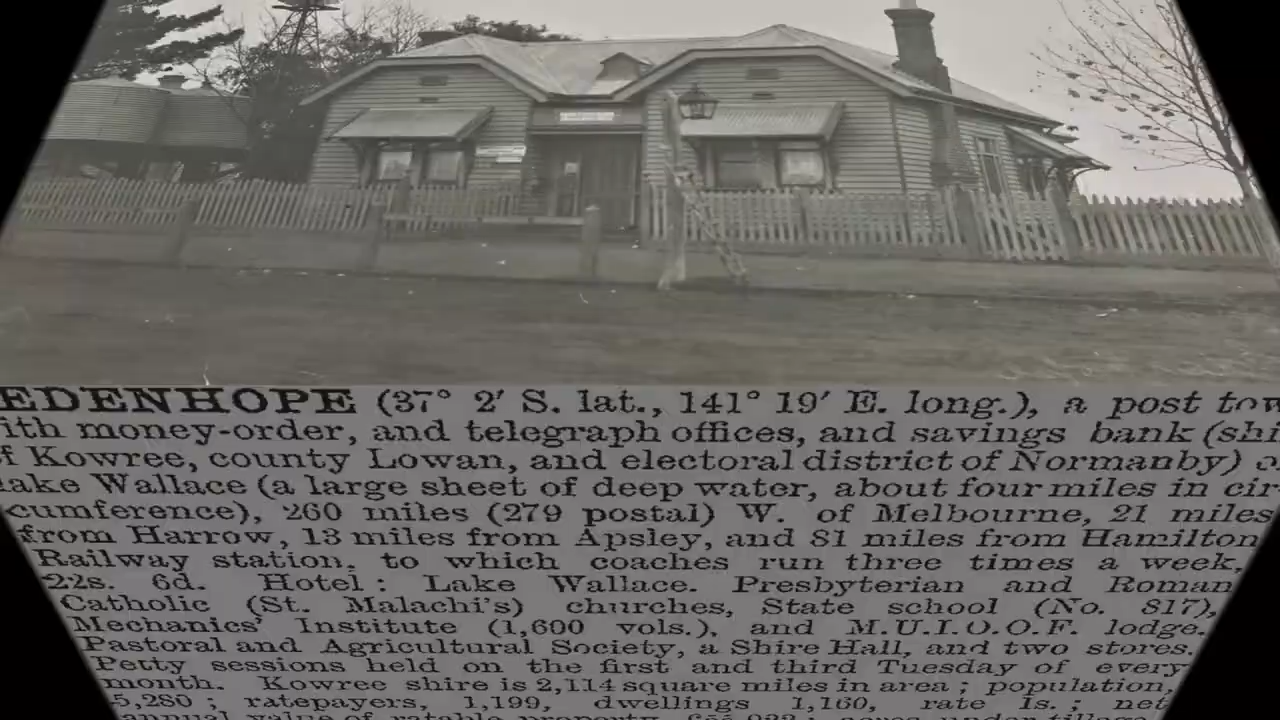 EDENHOPE (37° 2′ S. lat., 141° 19′ E. long.), a post tow
ith money-order, and telegraph offices, and savings bank (shi
f Kowree, county Lowan, and electoral district of Normanby) o
Lake Wallace (a large sheet of deep water, about four miles in cir-
cumference), 260 miles (279 postal) W. of Melbourne, 21 miles
from Harrow, 13 miles from Apsley, and 81 miles from Hamilton
Railway station, to which coaches run three times a week,
22s. 6d. Hotel: Lake Wallace. Presbyterian and Roman
Catholic (St. Malachi's) churches, State school (No. 817),
Mechanics' Institute (1,600 vols.), and M.U.I.O.O.F. lodge.
Pastoral and Agricultural Society, a Shire Hall, and two stores.
Petty sessions held on the first and third Tuesday of every
month. Kowree shire is 2,114 square miles in area; population,
5,280; ratepayers, 1,199, dwellings 1,160, rate 1s.; net
annual value of ratable property